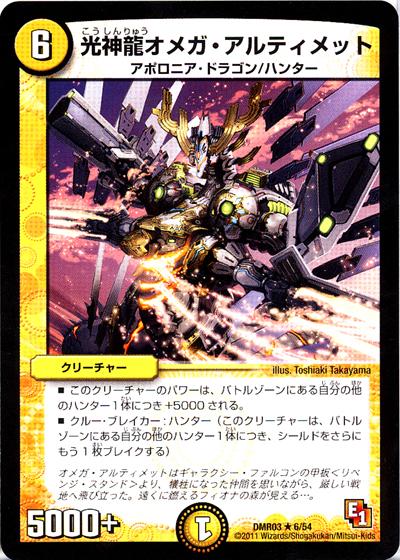 6
こうしんりゅう
光神龍オメガ・アルティメット
アポロニア・ドラゴン/ハンター
illus. Toshiaki Takayama
クリーチャー
■ このクリーチャーのパワーは、バトルゾーンにある自分の他
のハンター1体につき+5000される。
■ クルー・ブレイカー:ハンター(このクリーチャーは、バト
ルゾーンにある自分の他のハンター1体につき、シールドをさらに
もう1枚ブレイクする)
オメガ・アルティメットはギャラクシー・ファルコンの甲板<リベ
ンジ・スタンド>より、犠牲になった仲間を思いながら、厳しい戦
地へ飛び立った。遠くに燃えるフィオナの森が見える…。
5000+
1
DMR03 ★ 6/54
©2011 Wizards/Shogakukan/Mitsui-Kids
E1